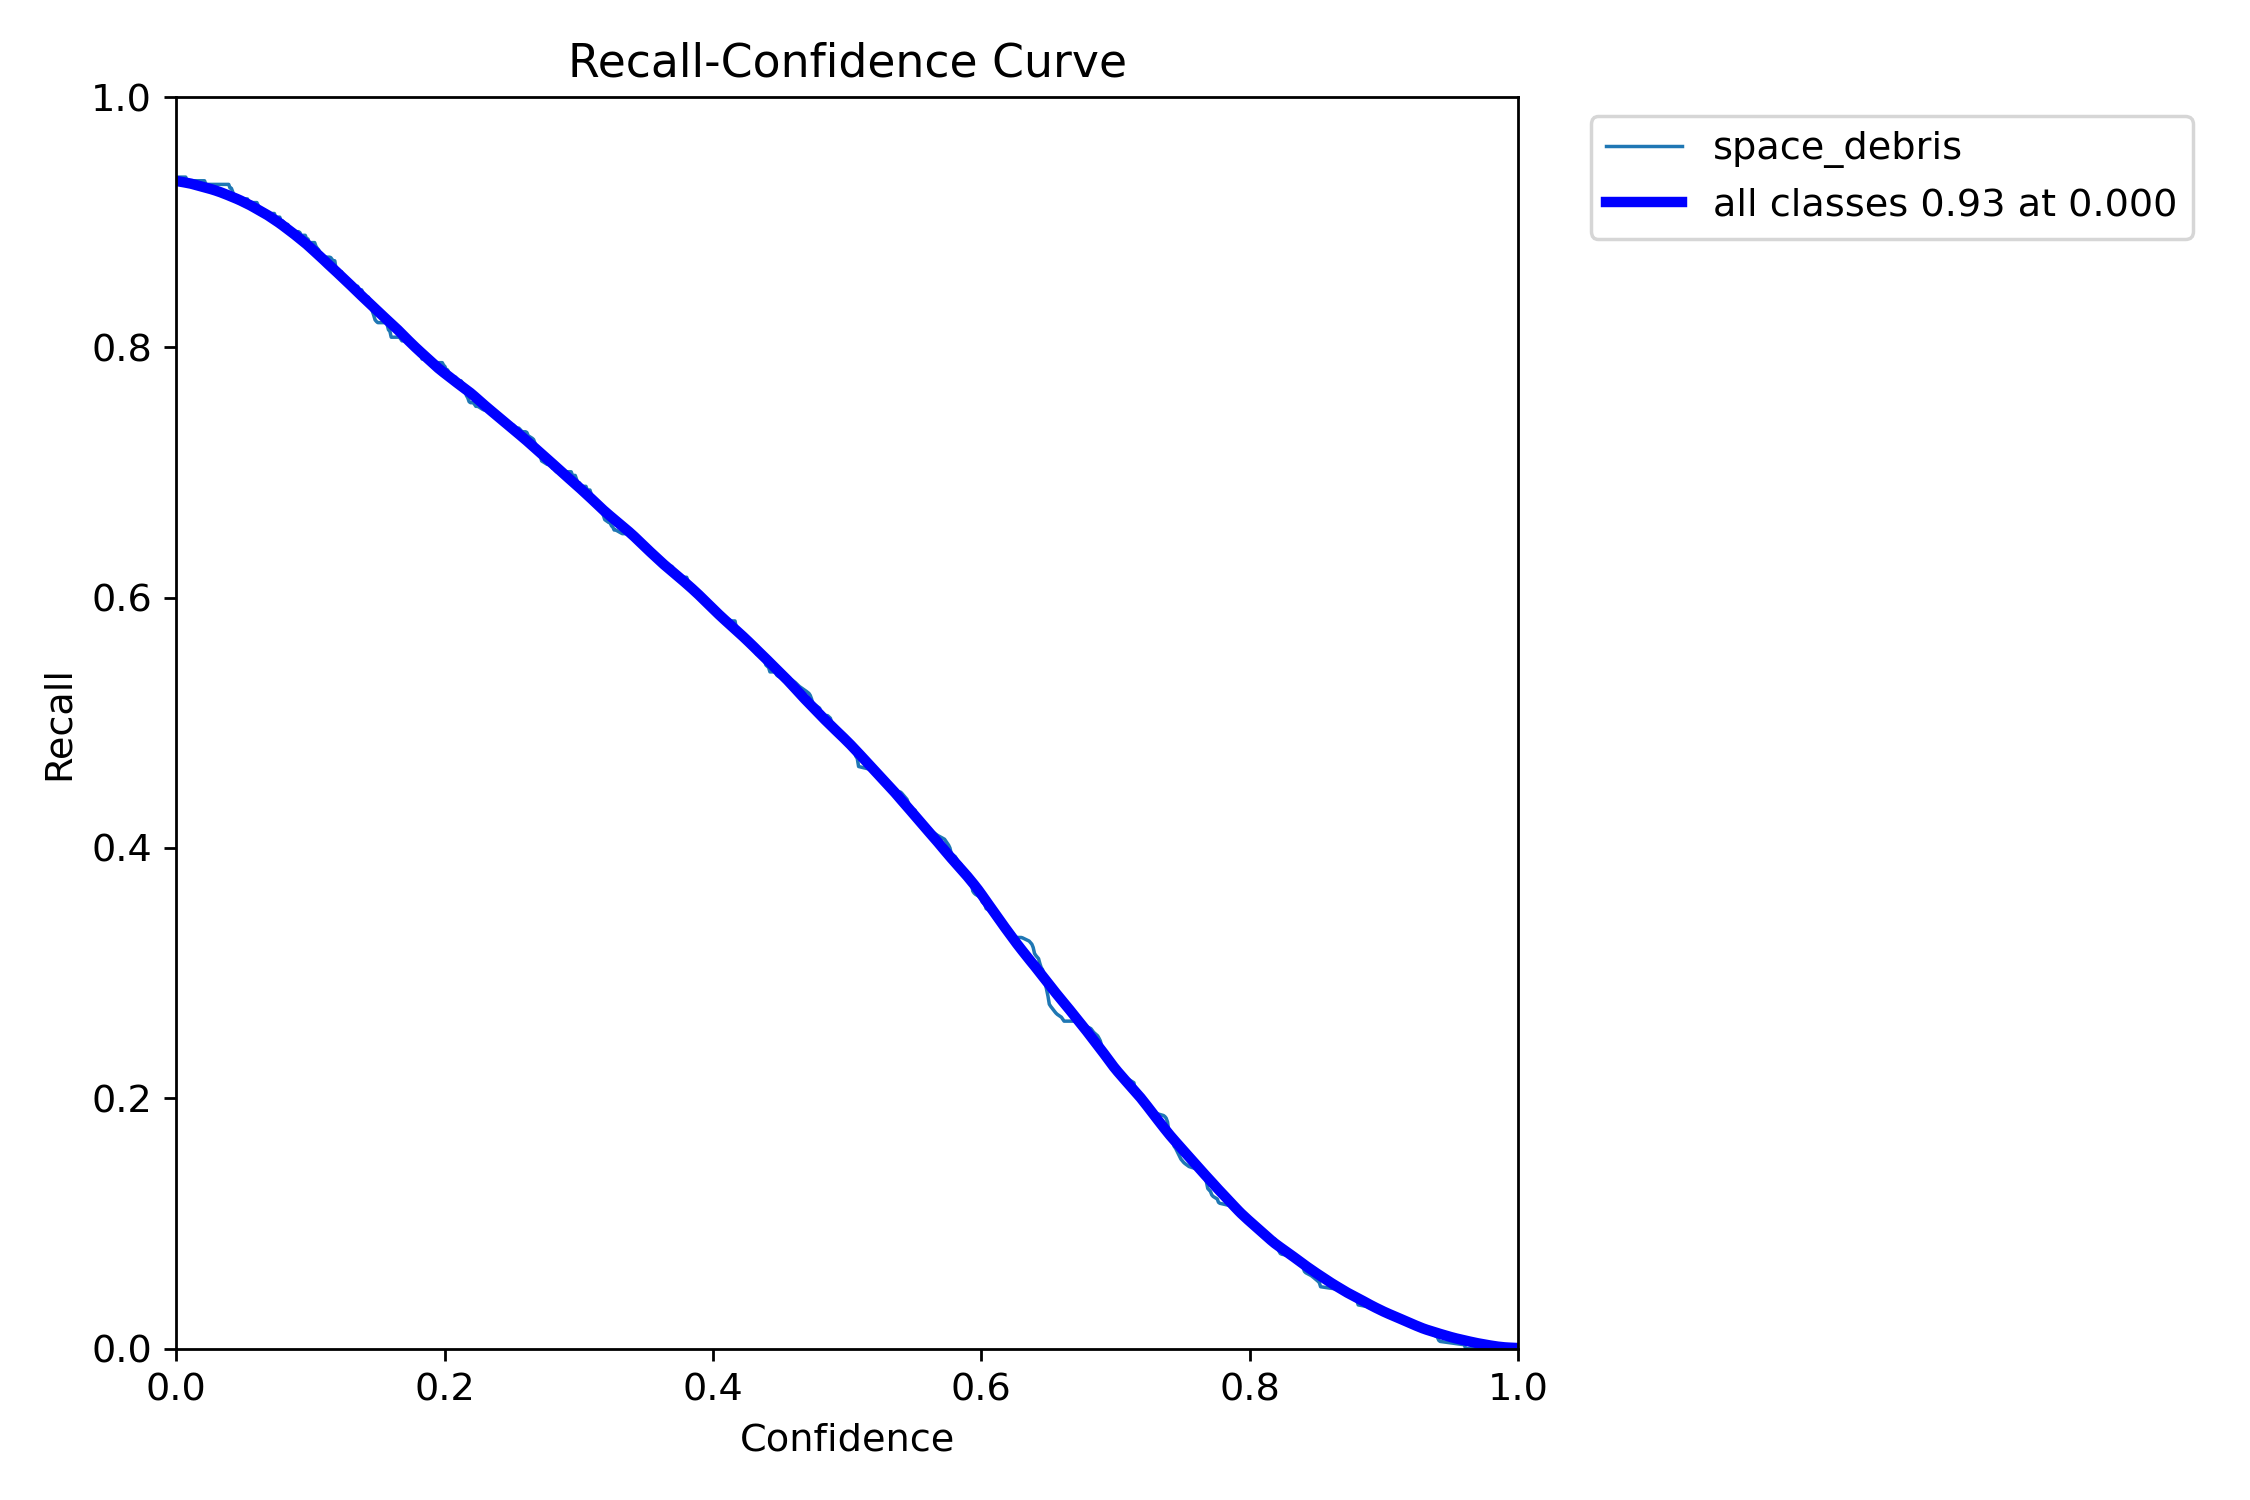 Recall-Confidence Curve
space_debris
all classes 0.93 at 0.000
1.0
0.8
0.6
0.4
0.2
0.0
Recall
0.0 0.2 0.4 0.6 0.8 1.0
Confidence